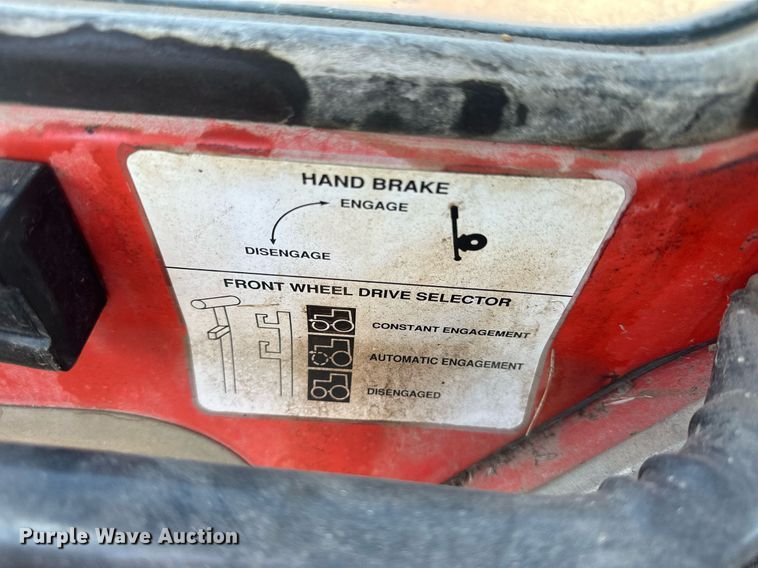 HAND BRAKE
ENGAGE
DISENGAGE
FRONT WHEEL DRIVE SELECTOR
CONSTANT ENGAGEMENT
AUTOMATIC ENGAGEMENT
DISENGAGED
Purple Wave Auction